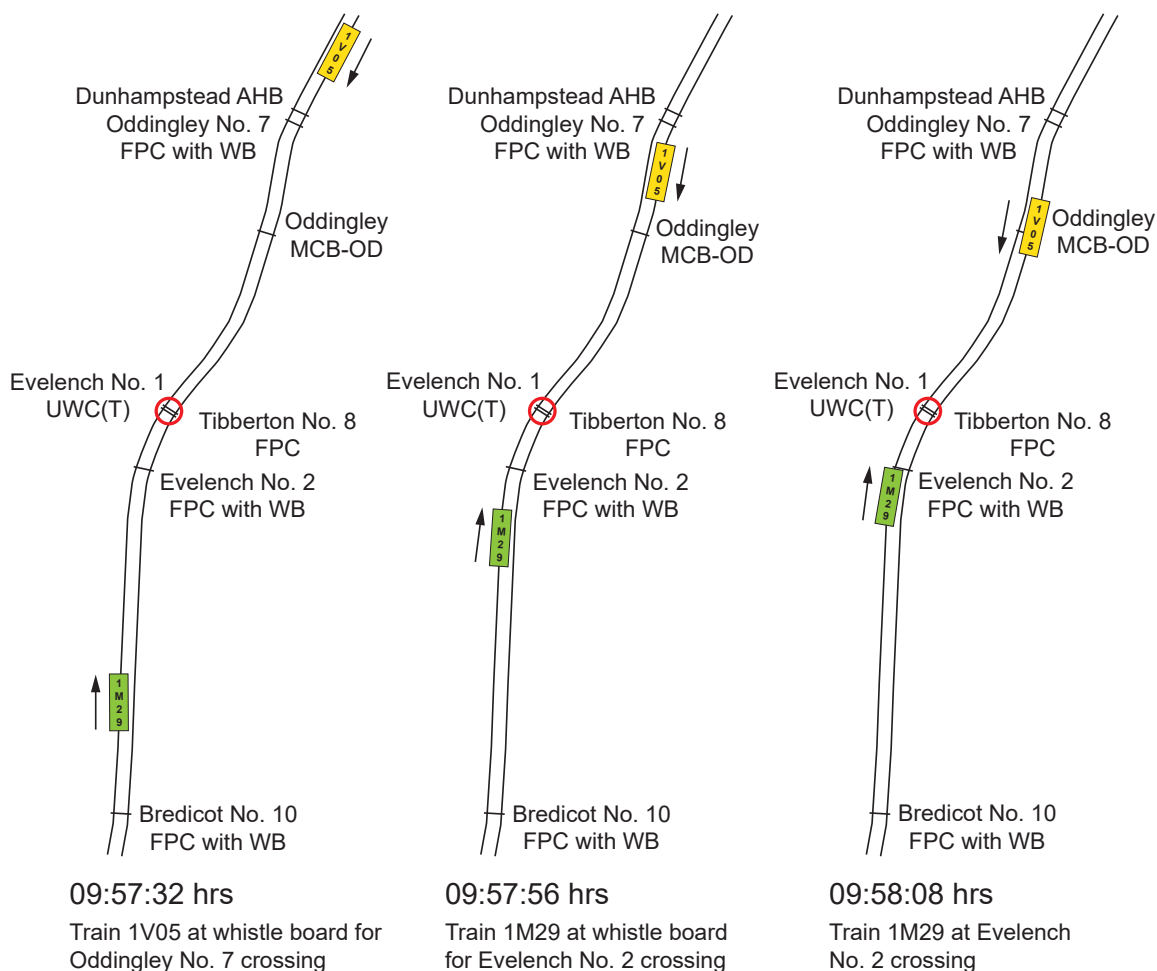 1V05
Dunhampstead AHB
Oddingley No. 7
FPC with WB
Oddingley
MCB-OD
Evelench No. 1
UWC(T)
Tibberton No. 8
FPC
Evelench No. 2
FPC with WB
1M29
Bredicot No. 10
FPC with WB
09:57:32 hrs
Train 1V05 at whistle board for
Oddingley No. 7 crossing
Dunhampstead AHB
Oddingley No. 7
FPC with WB
1V05
Oddingley
MCB-OD
Evelench No. 1
UWC(T)
Tibberton No. 8
FPC
Evelench No. 2
FPC with WB
1M29
Bredicot No. 10
FPC with WB
09:57:56 hrs
Train 1M29 at whistle board
for Evelench No. 2 crossing
Dunhampstead AHB
Oddingley No. 7
FPC with WB
1V05
Oddingley
MCB-OD
Evelench No. 1
UWC(T)
Tibberton No. 8
FPC
Evelench No. 2
FPC with WB
1M29
Bredicot No. 10
FPC with WB
09:58:08 hrs
Train 1M29 at Evelench
No. 2 crossing